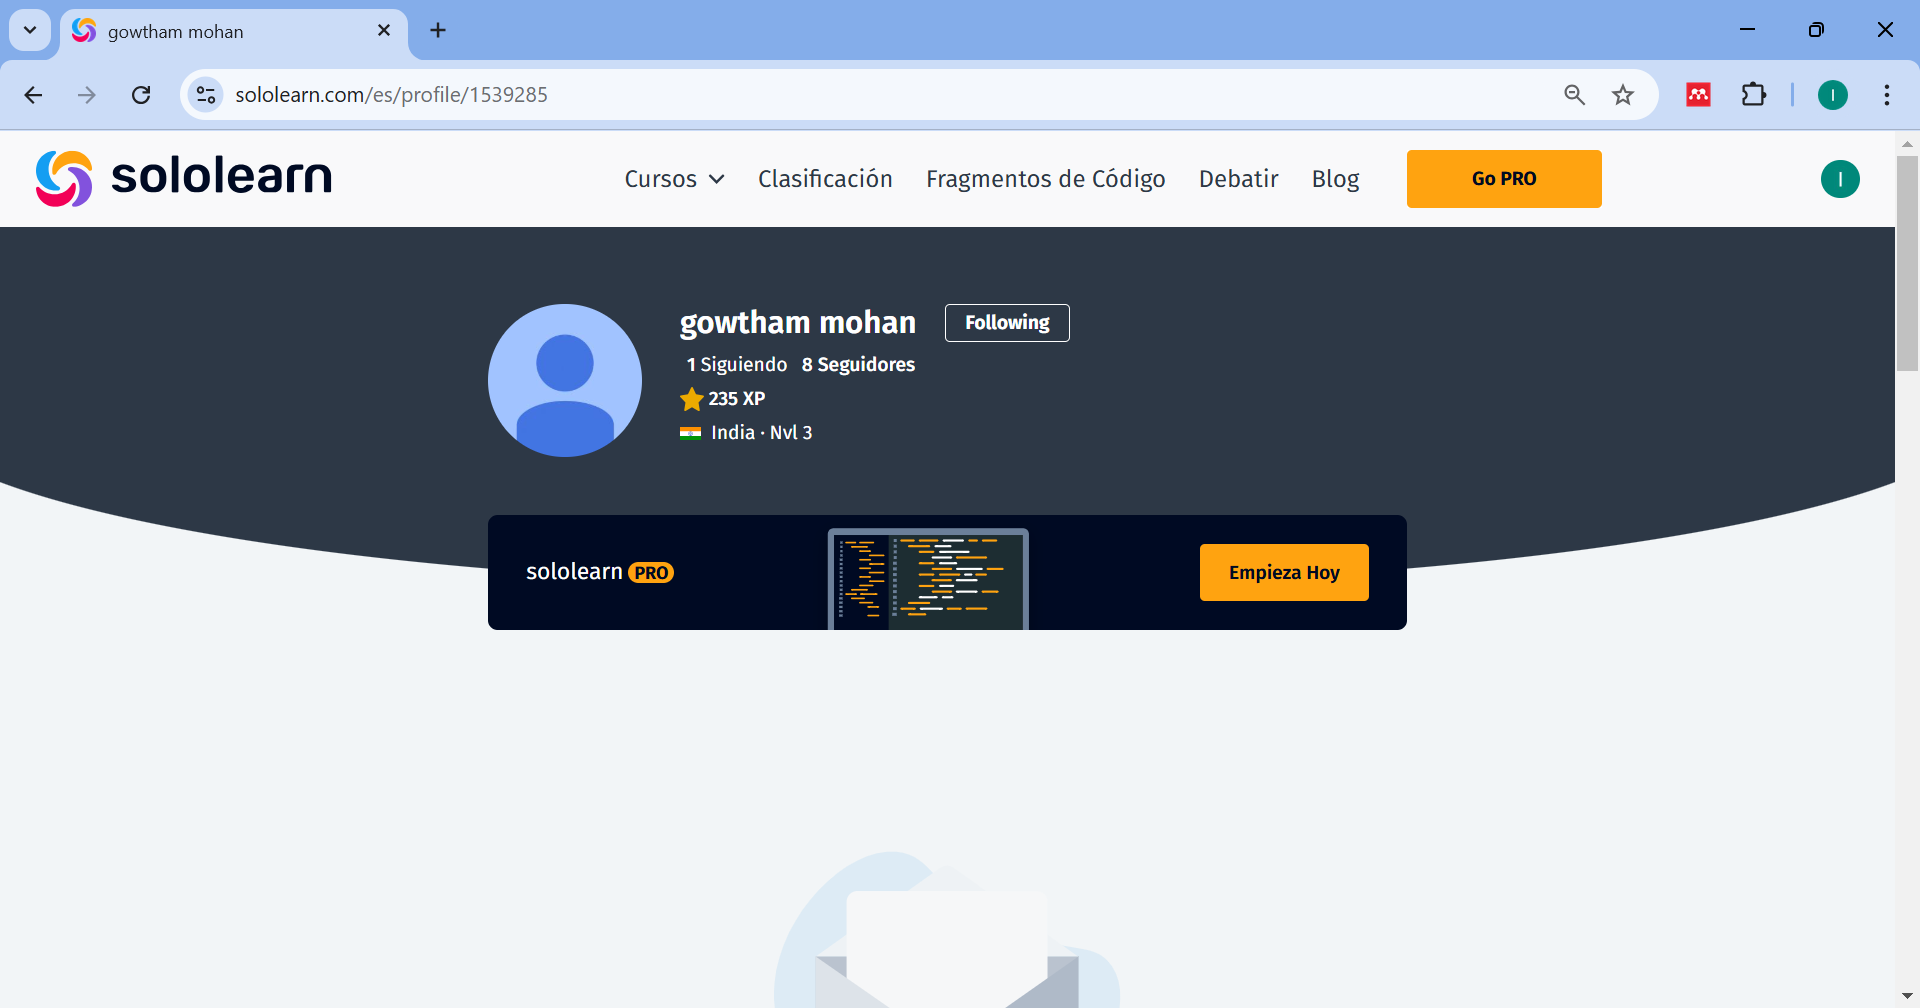 gowtham mohan
sololearn.com/es/profile/1539285
I
sololearn
Cursos
Clasificación
Fragmentos de Código
Debatir
Blog
Go PRO
I
gowtham mohan
Following
1 Siguiendo 8 Seguidores
235 XP
India · Nvl 3
sololearn PRO
Empieza Hoy